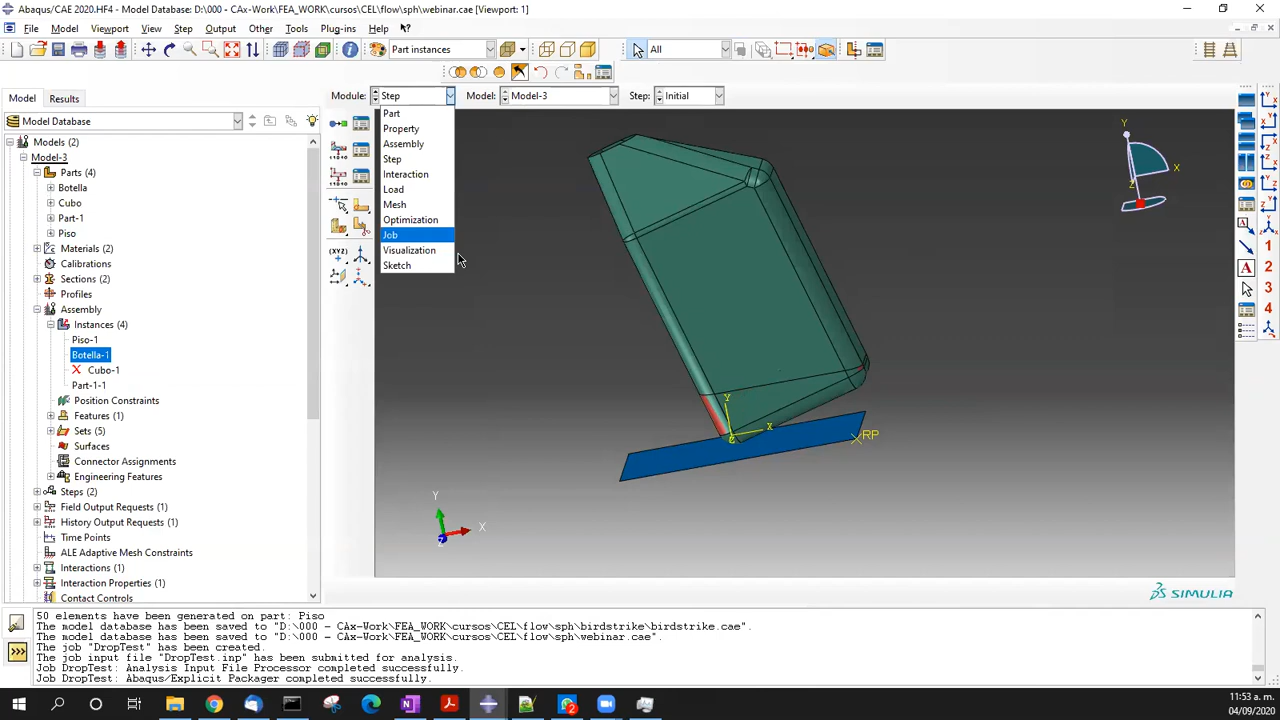 Abaqus/CAE 2020.HF4 - Model Database: D:\000 - CAx-Work\FEA_WORK\cursos\CEL\flow\sph\webinar.cae [Viewport: 1]
File Model Viewport View Step Output Other Tools Plug-ins Help
Part instances All
Model Results Module: Step Model: Model-3 Step: Initial
Model Database
Models (2)
Model-3
Parts (4)
Botella
Cubo
Part-1
Piso
Materials (2)
Calibrations
Sections (2)
Profiles
Assembly
Instances (4)
Piso-1
Botella-1
Cubo-1
Part-1-1
Position Constraints
Features (1)
Sets (5)
Surfaces
Connector Assignments
Engineering Features
Steps (2)
Field Output Requests (1)
History Output Requests (1)
Time Points
ALE Adaptive Mesh Constraints
Interactions (1)
Interaction Properties (1)
Contact Controls
Part
Property
Assembly
Step
Interaction
Load
Mesh
Optimization
Job
Visualization
Sketch
(XYZ)
Y
X
Z
Y
X
Z
RP
Y
X
Z
A
1
2
3
4
SIMULIA
50 elements have been generated on part: Piso
The model database has been saved to "D:\000 - CAx-Work\FEA_WORK\cursos\CEL\flow\sph\birdstrike\birdstrike.cae".
The model database has been saved to "D:\000 - CAx-Work\FEA_WORK\cursos\CEL\flow\sph\webinar.cae".
The job "DropTest" has been created.
The job input file "DropTest.inp" has been submitted for analysis.
Job DropTest: Analysis Input File Processor completed successfully.
Job DropTest: Abaqus/Explicit Packager completed successfully.
>>>
11:53 a. m.
04/09/2020